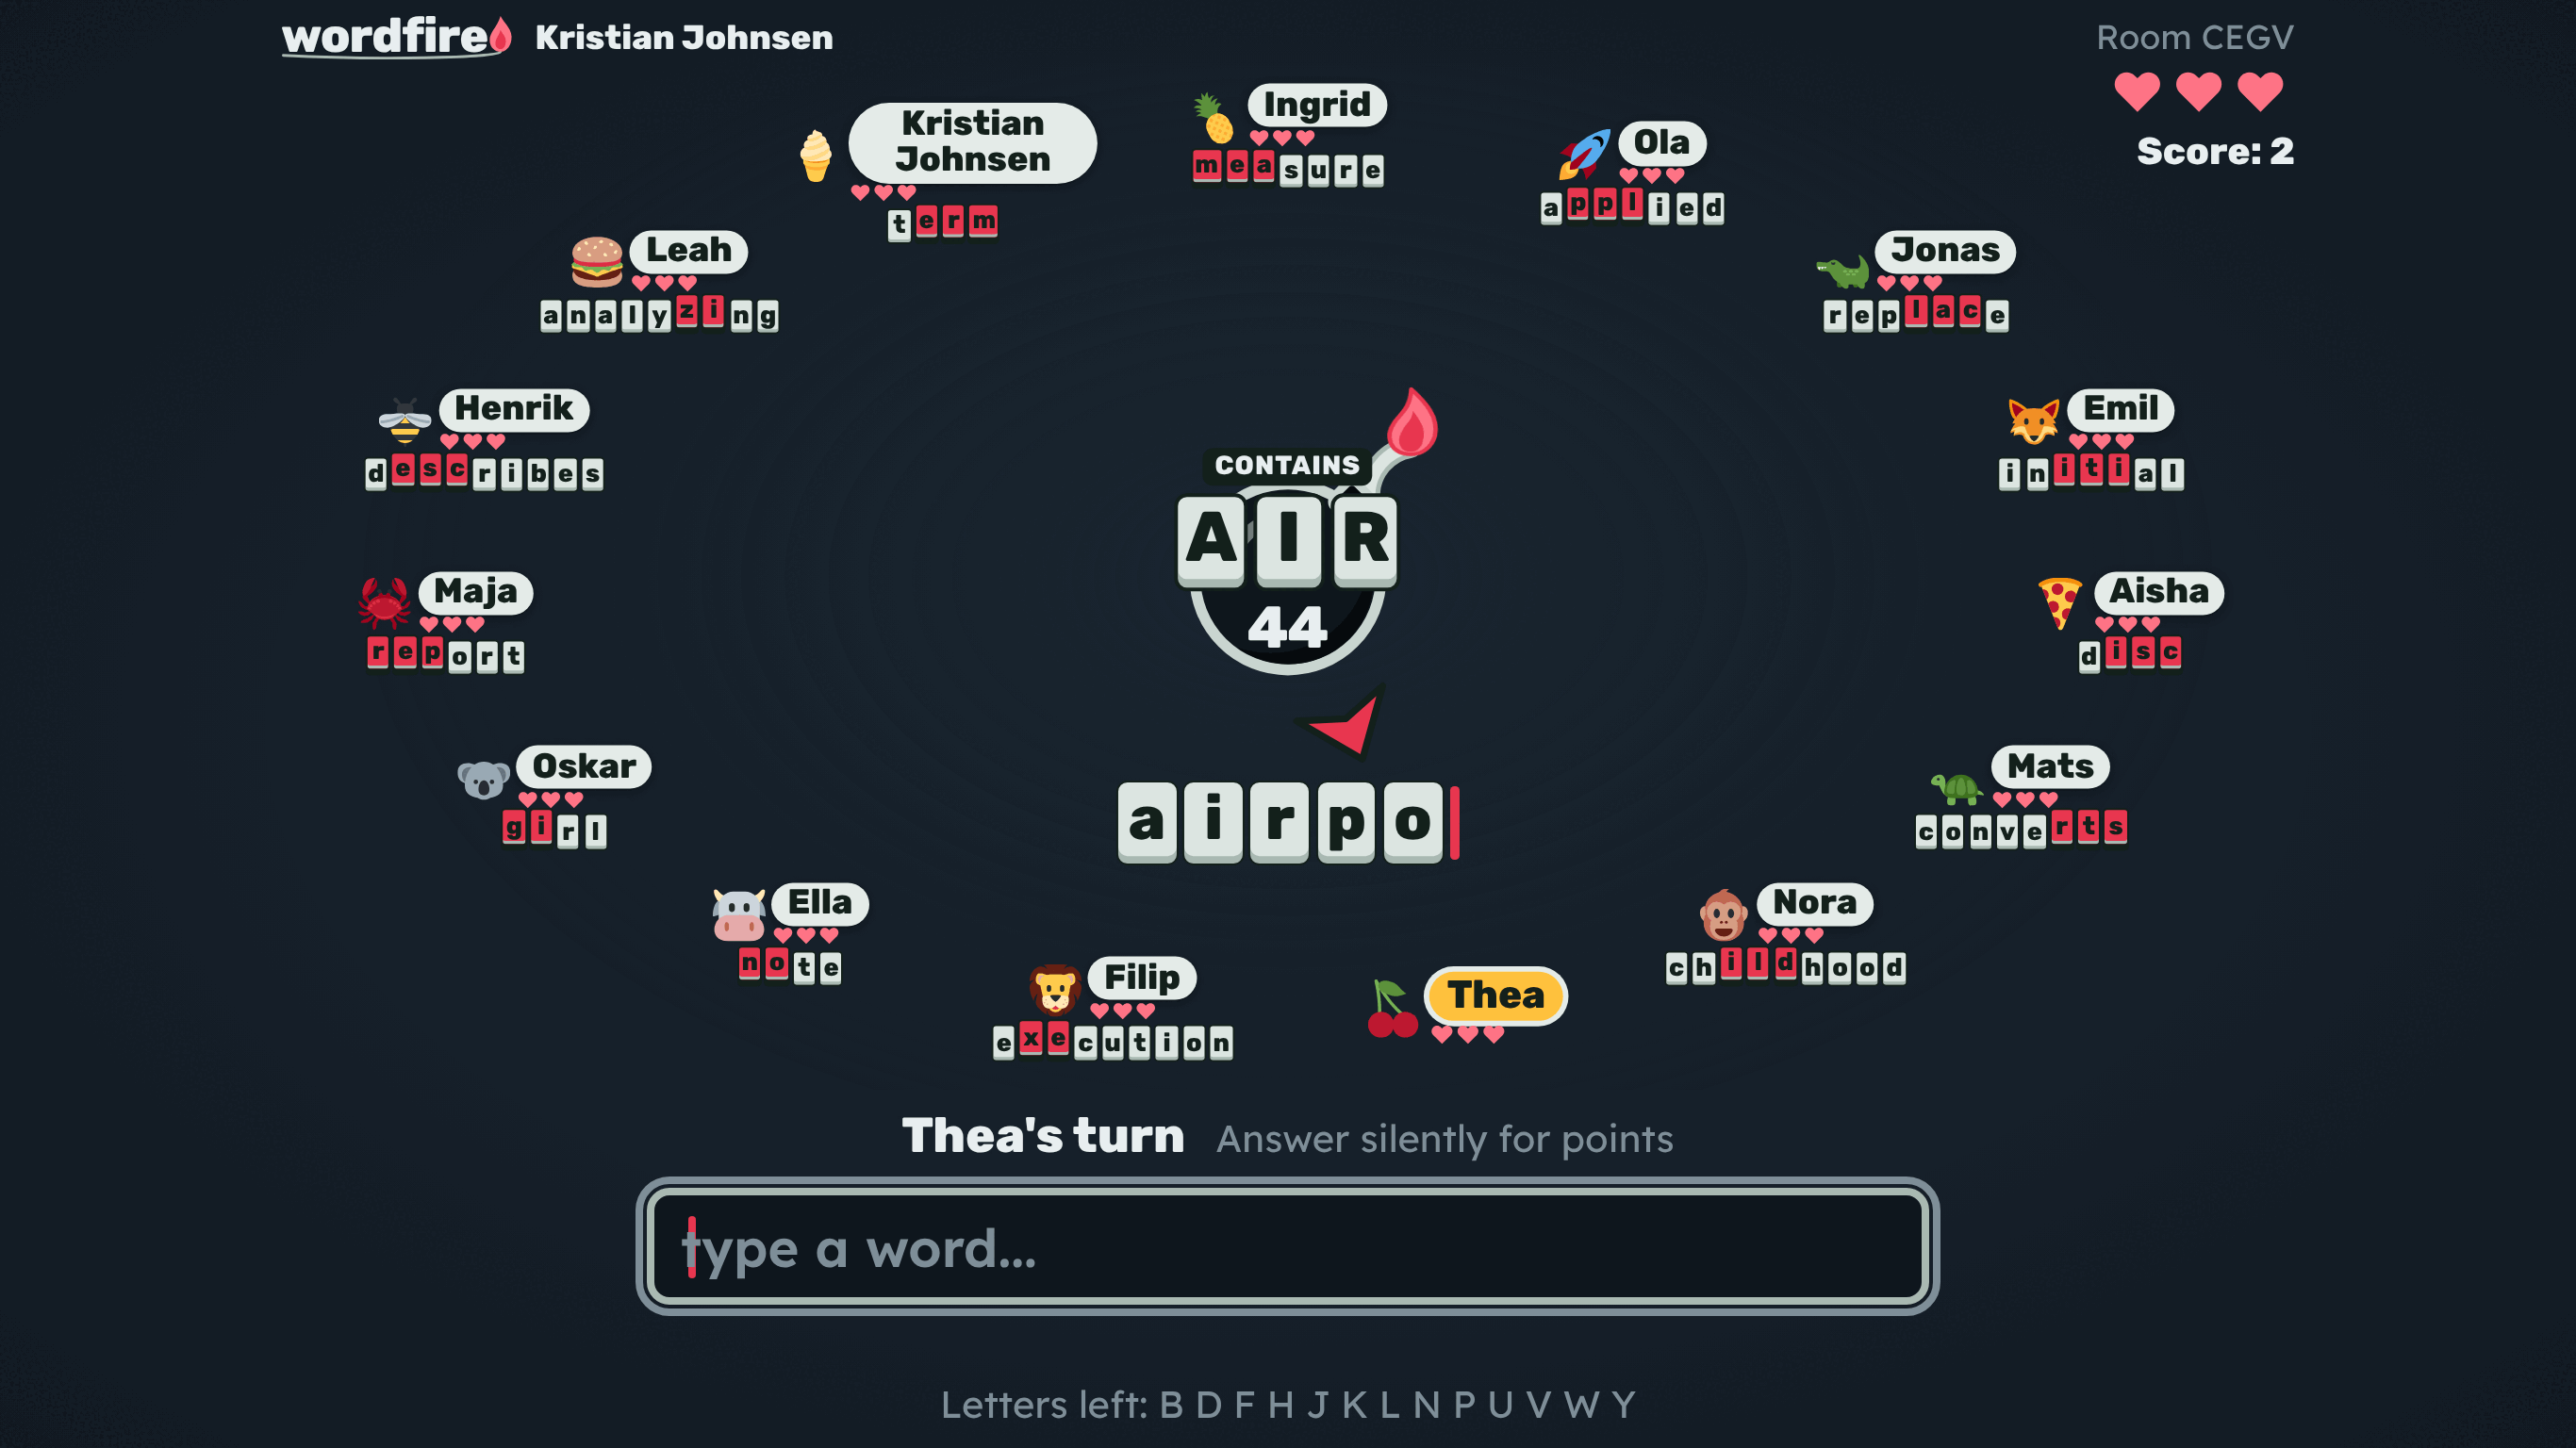 wordfire Kristian Johnsen
Room CEGV
Score: 2
Kristian
Johnsen
term
Ingrid
measure
Ola
applied
Leah
analyzing
Jonas
replace
Henrik
describes
Emil
initial
CONTAINS
AIR
44
Maja
report
Aisha
disc
Oskar
girl
airpo
Mats
converts
Ella
note
Nora
childhood
Filip
execution
Thea
Thea's turn Answer silently for points
type a word...
Letters left: B D F H J K L N P U V W Y